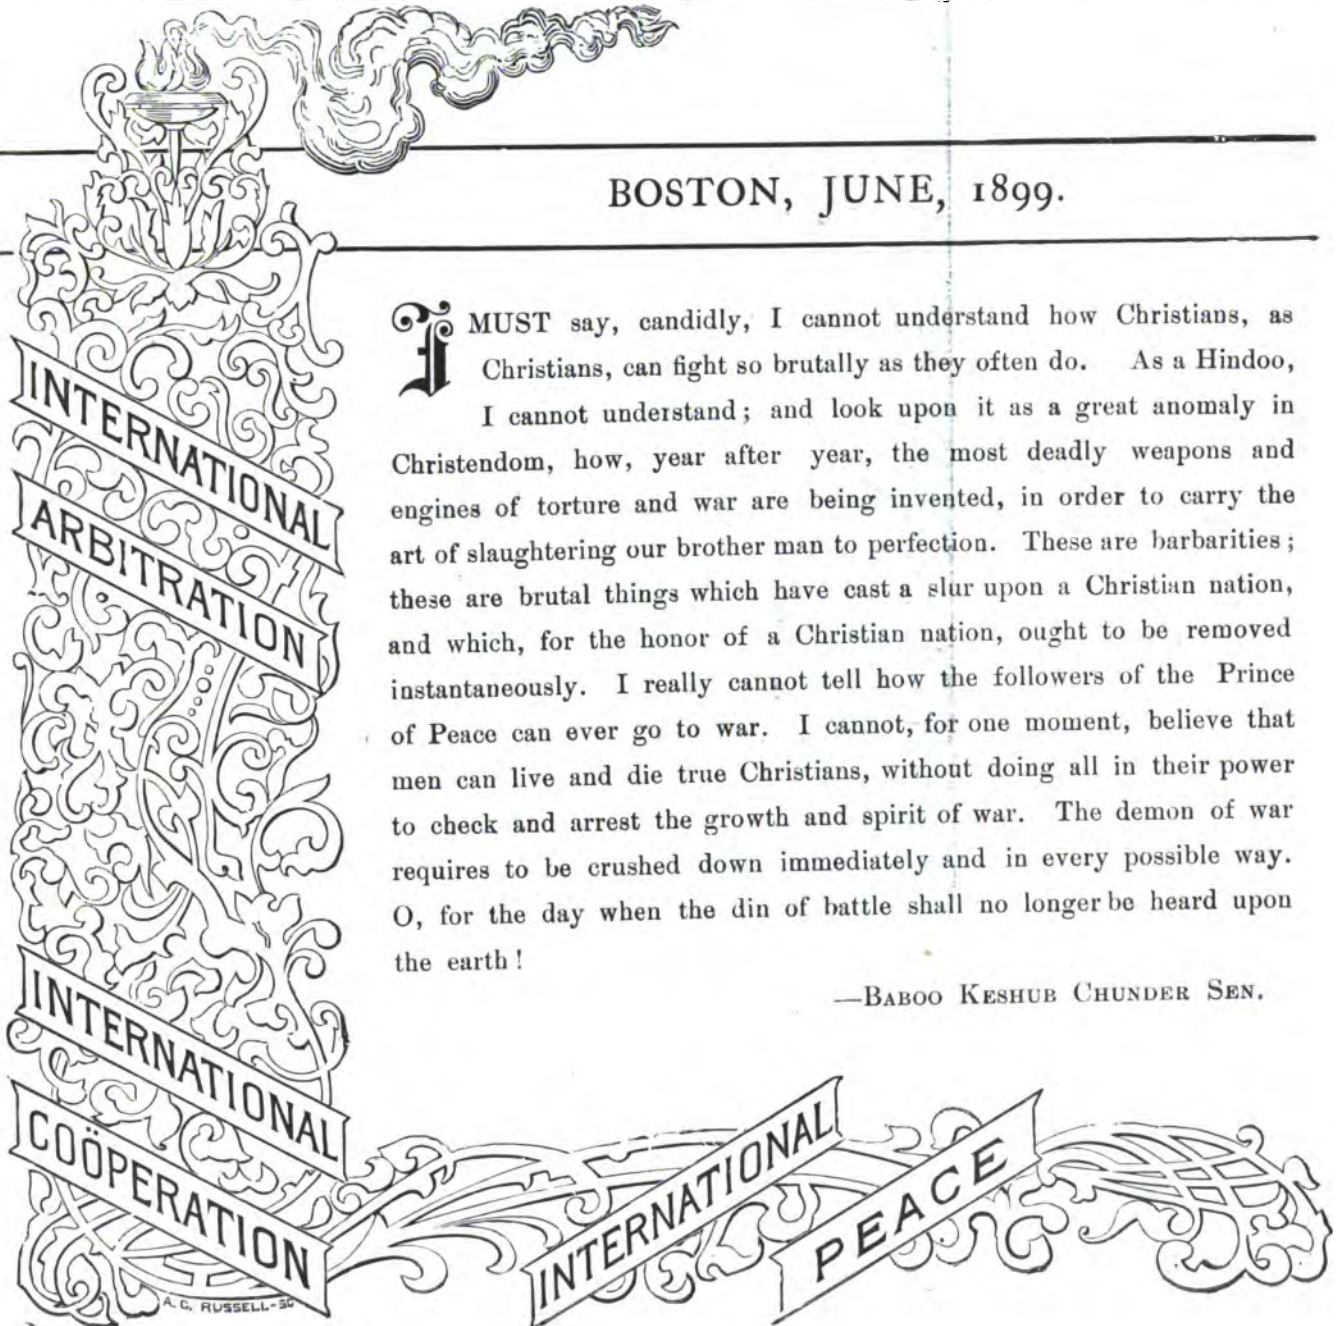 BOSTON, JUNE, 1899.
I MUST say, candidly, I cannot understand how Christians, as
Christians, can fight so brutally as they often do. As a Hindoo,
I cannot understand; and look upon it as a great anomaly in
Christendom, how, year after year, the most deadly weapons and
engines of torture and war are being invented, in order to carry the
art of slaughtering our brother man to perfection. These are barbarities;
these are brutal things which have cast a slur upon a Christian nation,
and which, for the honor of a Christian nation, ought to be removed
instantaneously. I really cannot tell how the followers of the Prince
of Peace can ever go to war. I cannot, for one moment, believe that
men can live and die true Christians, without doing all in their power
to check and arrest the growth and spirit of war. The demon of war
requires to be crushed down immediately and in every possible way.
O, for the day when the din of battle shall no longer be heard upon
the earth!
—BABOO KESHUB CHUNDER SEN.
INTERNATIONAL
ARBITRATION
INTERNATIONAL
COÖPERATION
INTERNATIONAL
PEACE
A. G. RUSSELL-SC